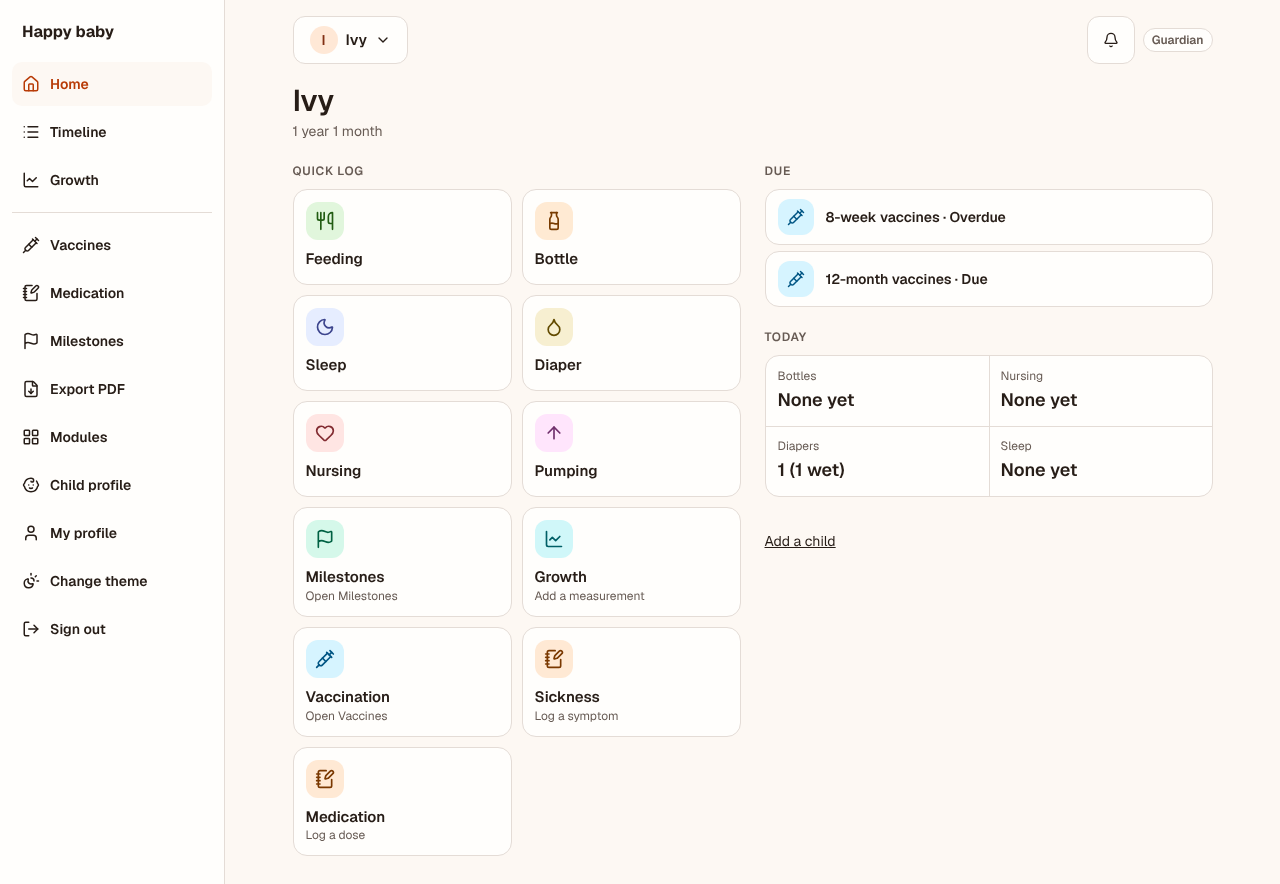 Happy baby
Home
Timeline
Growth
Vaccines
Medication
Milestones
Export PDF
Modules
Child profile
My profile
Change theme
Sign out
I Ivy
Guardian
Ivy
1 year 1 month
QUICK LOG
Feeding
Bottle
Sleep
Diaper
Nursing
Pumping
Milestones
Open Milestones
Growth
Add a measurement
Vaccination
Open Vaccines
Sickness
Log a symptom
Medication
Log a dose
DUE
8-week vaccines · Overdue
12-month vaccines · Due
TODAY
Bottles
None yet
Nursing
None yet
Diapers
1 (1 wet)
Sleep
None yet
Add a child